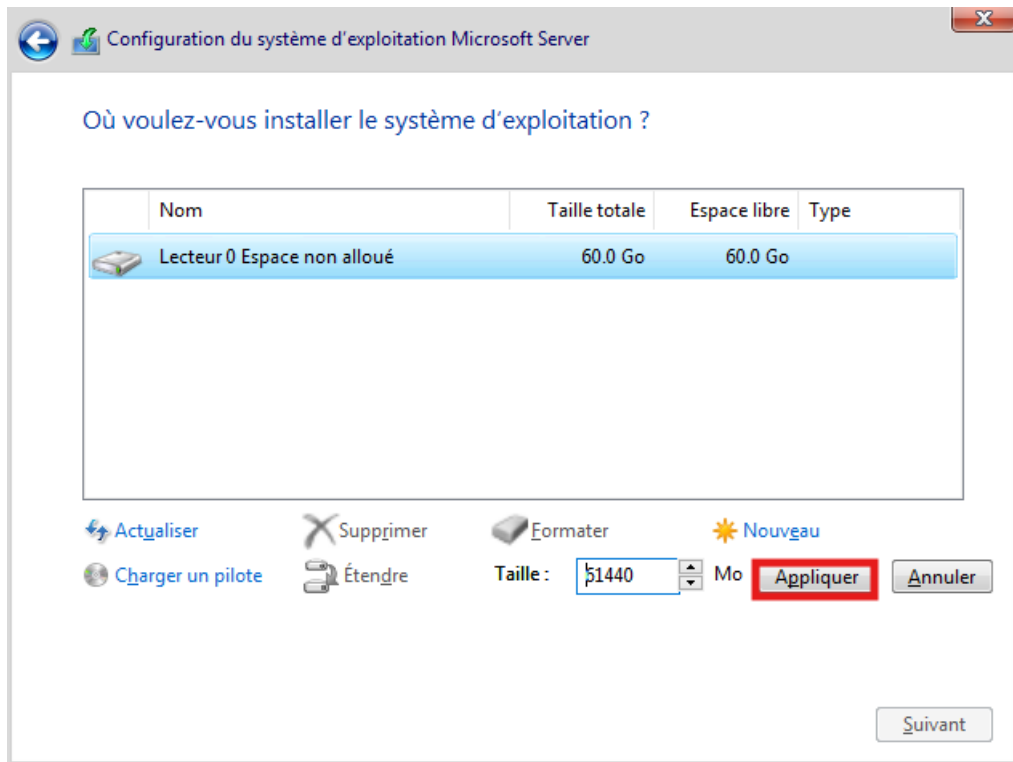 Configuration du système d'exploitation Microsoft Server
Où voulez-vous installer le système d'exploitation ?
Nom Taille totale Espace libre Type
Lecteur 0 Espace non alloué 60.0 Go 60.0 Go
Actualiser Supprimer Formater Nouveau
Charger un pilote Étendre Taille : 61440 Mo Appliquer Annuler
Suivant